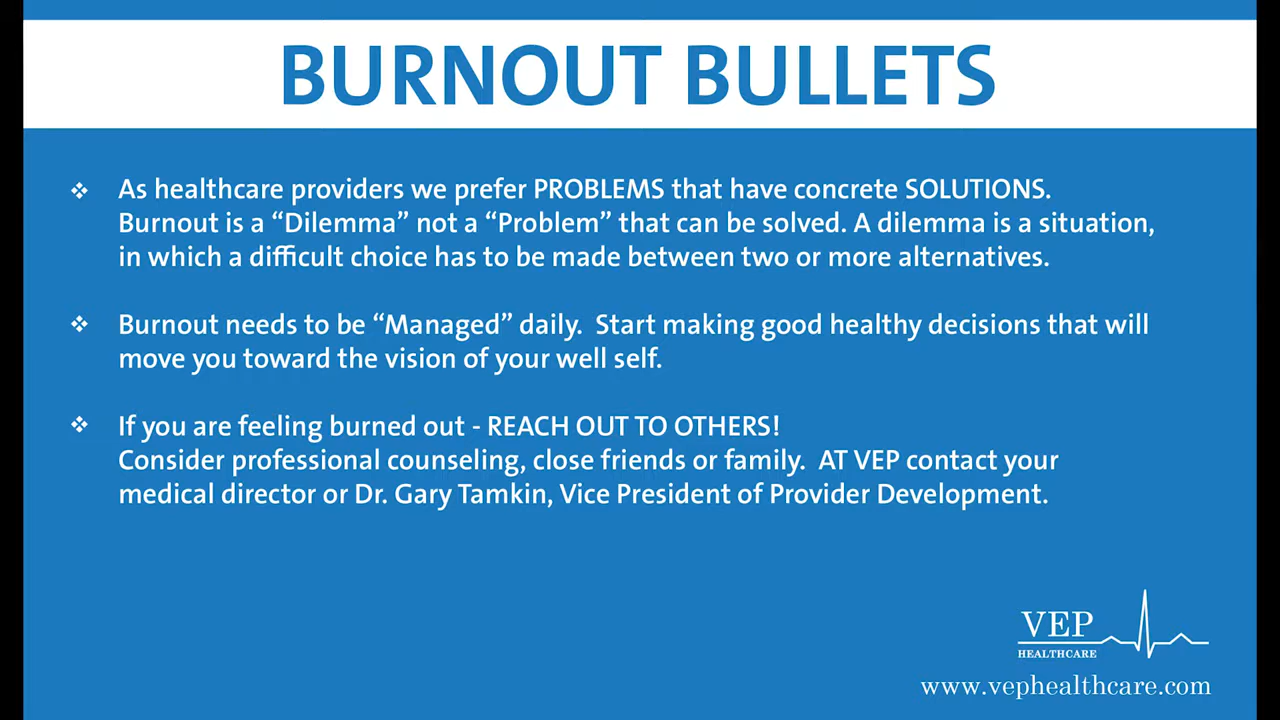 BURNOUT BULLETS
❖ As healthcare providers we prefer PROBLEMS that have concrete SOLUTIONS.
Burnout is a “Dilemma” not a “Problem” that can be solved. A dilemma is a situation,
in which a difficult choice has to be made between two or more alternatives.
❖ Burnout needs to be “Managed” daily.  Start making good healthy decisions that will
move you toward the vision of your well self.
❖ If you are feeling burned out - REACH OUT TO OTHERS!
Consider professional counseling, close friends or family.  AT VEP contact your
medical director or Dr. Gary Tamkin, Vice President of Provider Development.
VEP
HEALTHCARE
www.vephealthcare.com